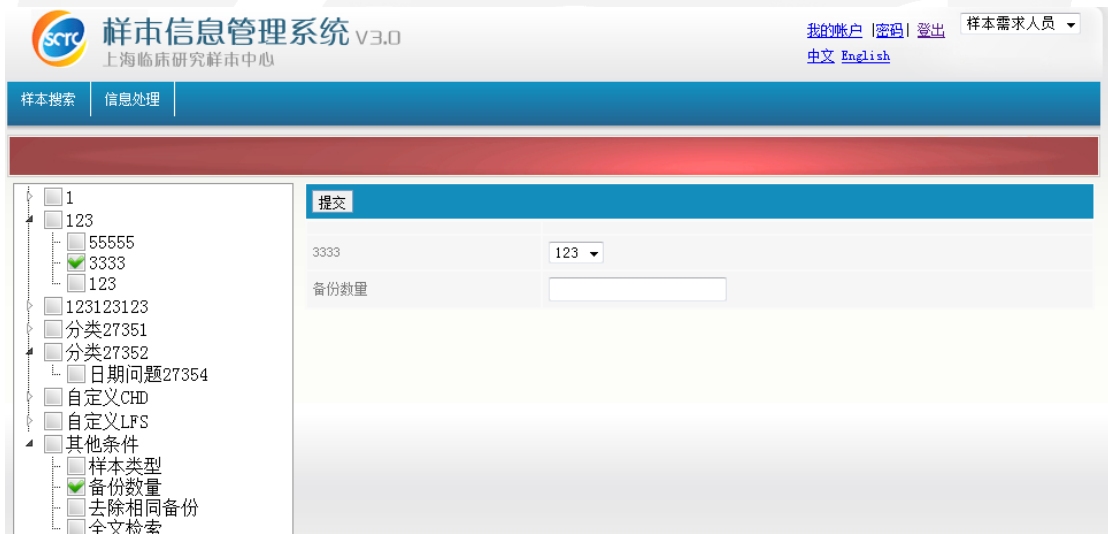 SCTC 样本信息管理系统 V3.0
上海临床研究样本中心
我的帐户 |密码| 登出 样本需求人员
中文 English
样本搜索 信息处理
1
123
55555
3333
123
123123123
分类27351
分类27352
日期问题27354
自定义CHD
自定义LFS
其他条件
样本类型
备份数量
去除相同备份
全文检索
提交
3333 123
备份数量